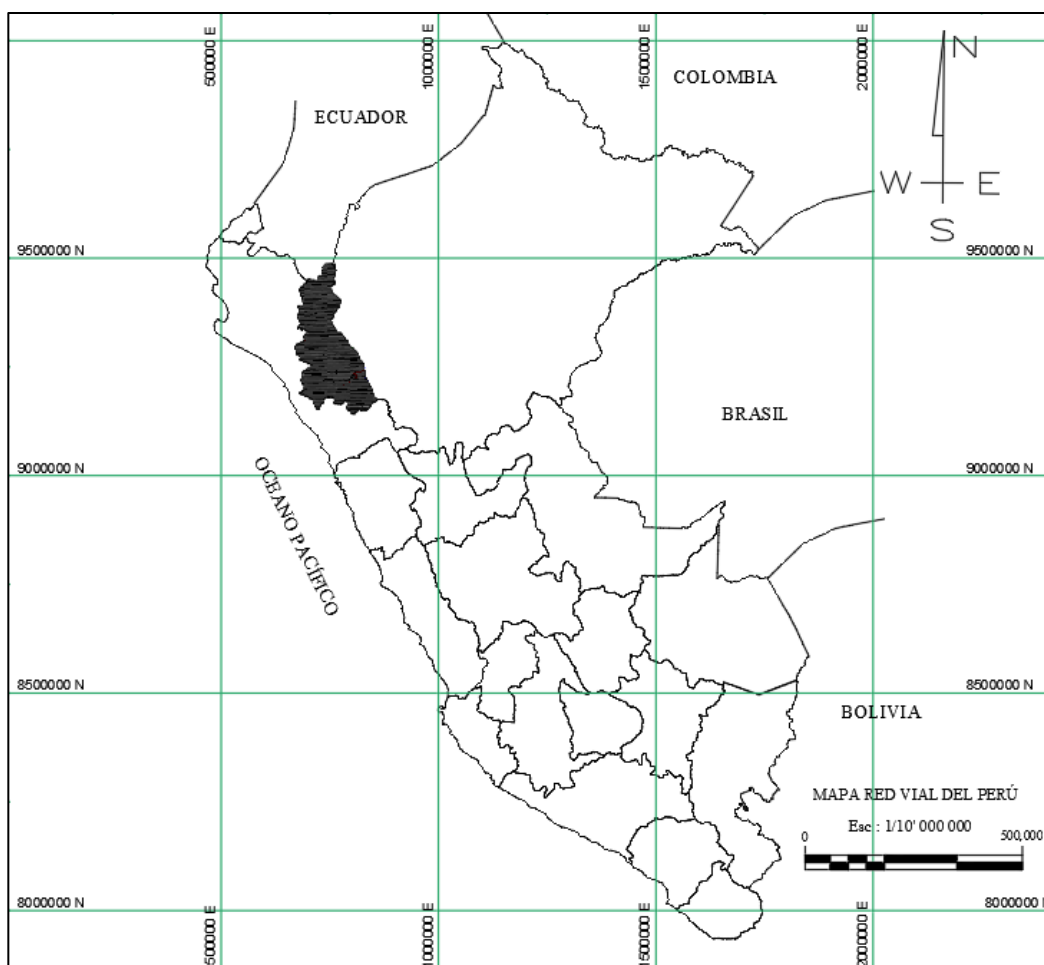 500000 E
1000000 E
1500000 E
2000000 E
N
COLOMBIA
ECUADOR
W E
S
9500000 N
9500000 N
BRASIL
9000000 N
9000000 N
OCEANO PACÍFICO
8500000 N
8500000 N
BOLIVIA
MAPA RED VIAL DEL PERÚ
Esc : 1/10' 000 000
0
500,000
8000000 N
8000000 N
500000 E
1000000 E
1500000 E
2000000 E